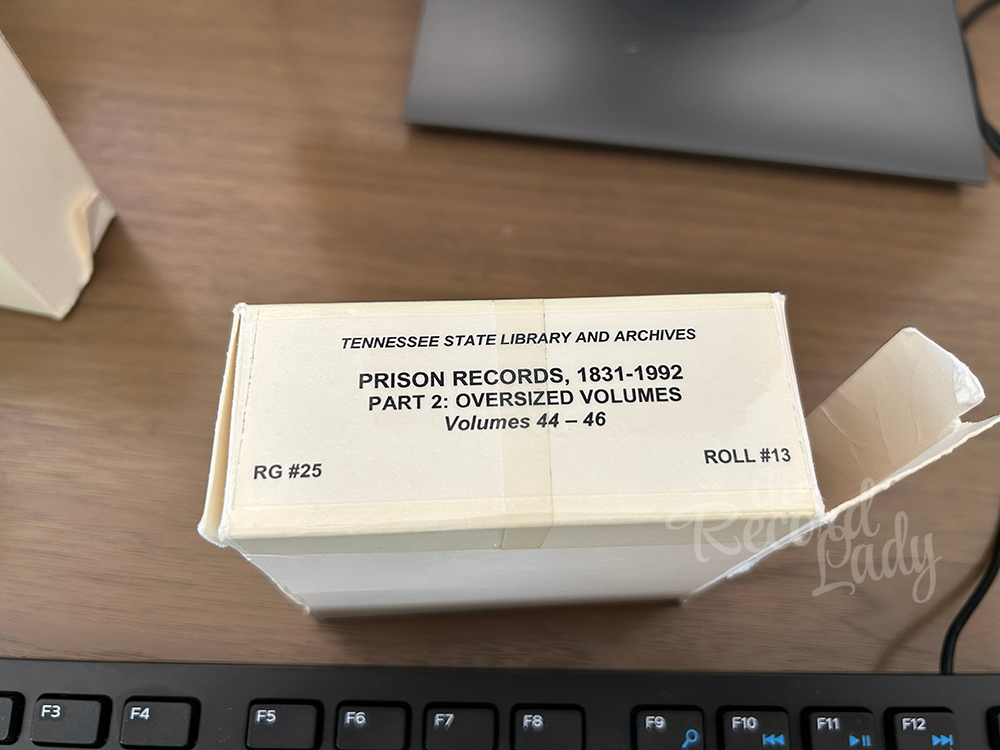 TENNESSEE STATE LIBRARY AND ARCHIVES
PRISON RECORDS, 1831-1992
PART 2: OVERSIZED VOLUMES
Volumes 44 – 46
RG #25
ROLL #13
the
Record
Lady
F3
F4
F5
F6
F7
F8
F9
F10
F11
F12